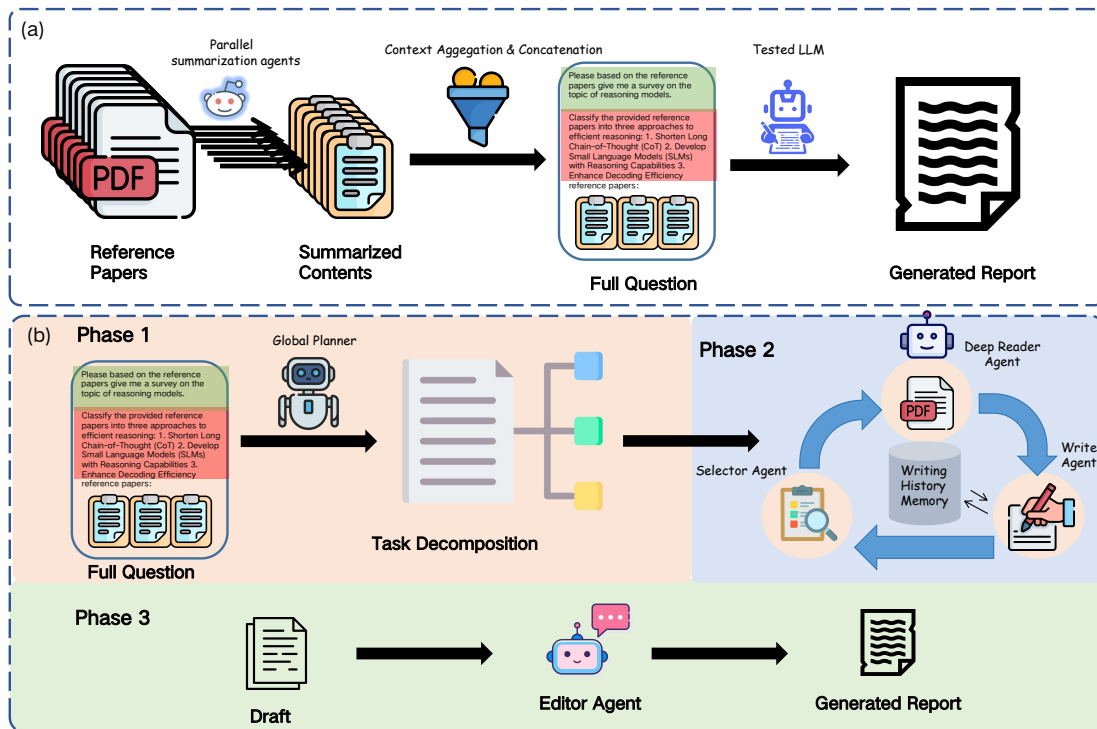 (a)
Parallel
summarization agents
Context Aggegation & Concatenation
Tested LLM
PDF
Please based on the reference
papers give me a survey on the
topic of reasoning models.
Classify the provided reference
papers into three approaches to
efficient reasoning: 1. Shorten Long
Chain-of-Thought (CoT) 2. Develop
Small Language Models (SLMs)
with Reasoning Capabilities 3.
Enhance Decoding Efficiency
reference papers:
Reference
Papers
Summarized
Contents
Full Question
Generated Report
(b)
Phase 1
Global Planner
Please based on the reference
papers give me a survey on the
topic of reasoning models.
Classify the provided reference
papers into three approaches to
efficient reasoning: 1. Shorten Long
Chain-of-Thought (CoT) 2. Develop
Small Language Models (SLMs)
with Reasoning Capabilities 3.
Enhance Decoding Efficiency
reference papers:
Full Question
Task Decomposition
Phase 2
Deep Reader
Agent
PDF
Selector Agent
Writing
History
Memory
Write
Agent
Phase 3
Draft
Editor Agent
Generated Report